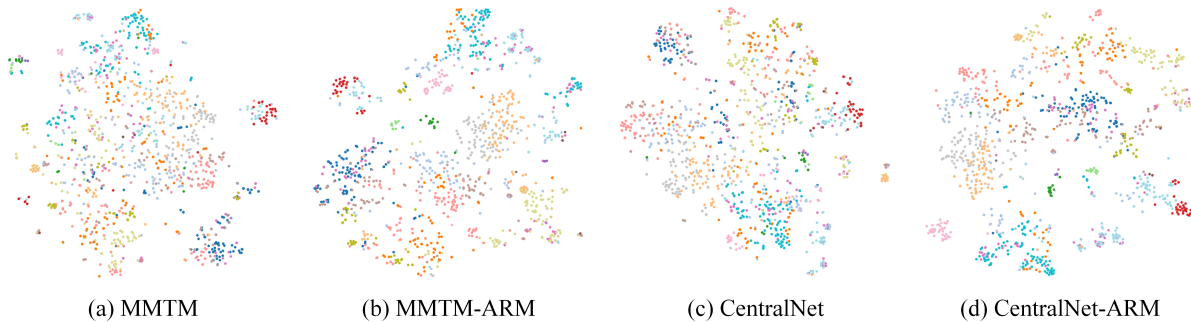 (a) MMTM
(b) MMTM-ARM
(c) CentralNet
(d) CentralNet-ARM